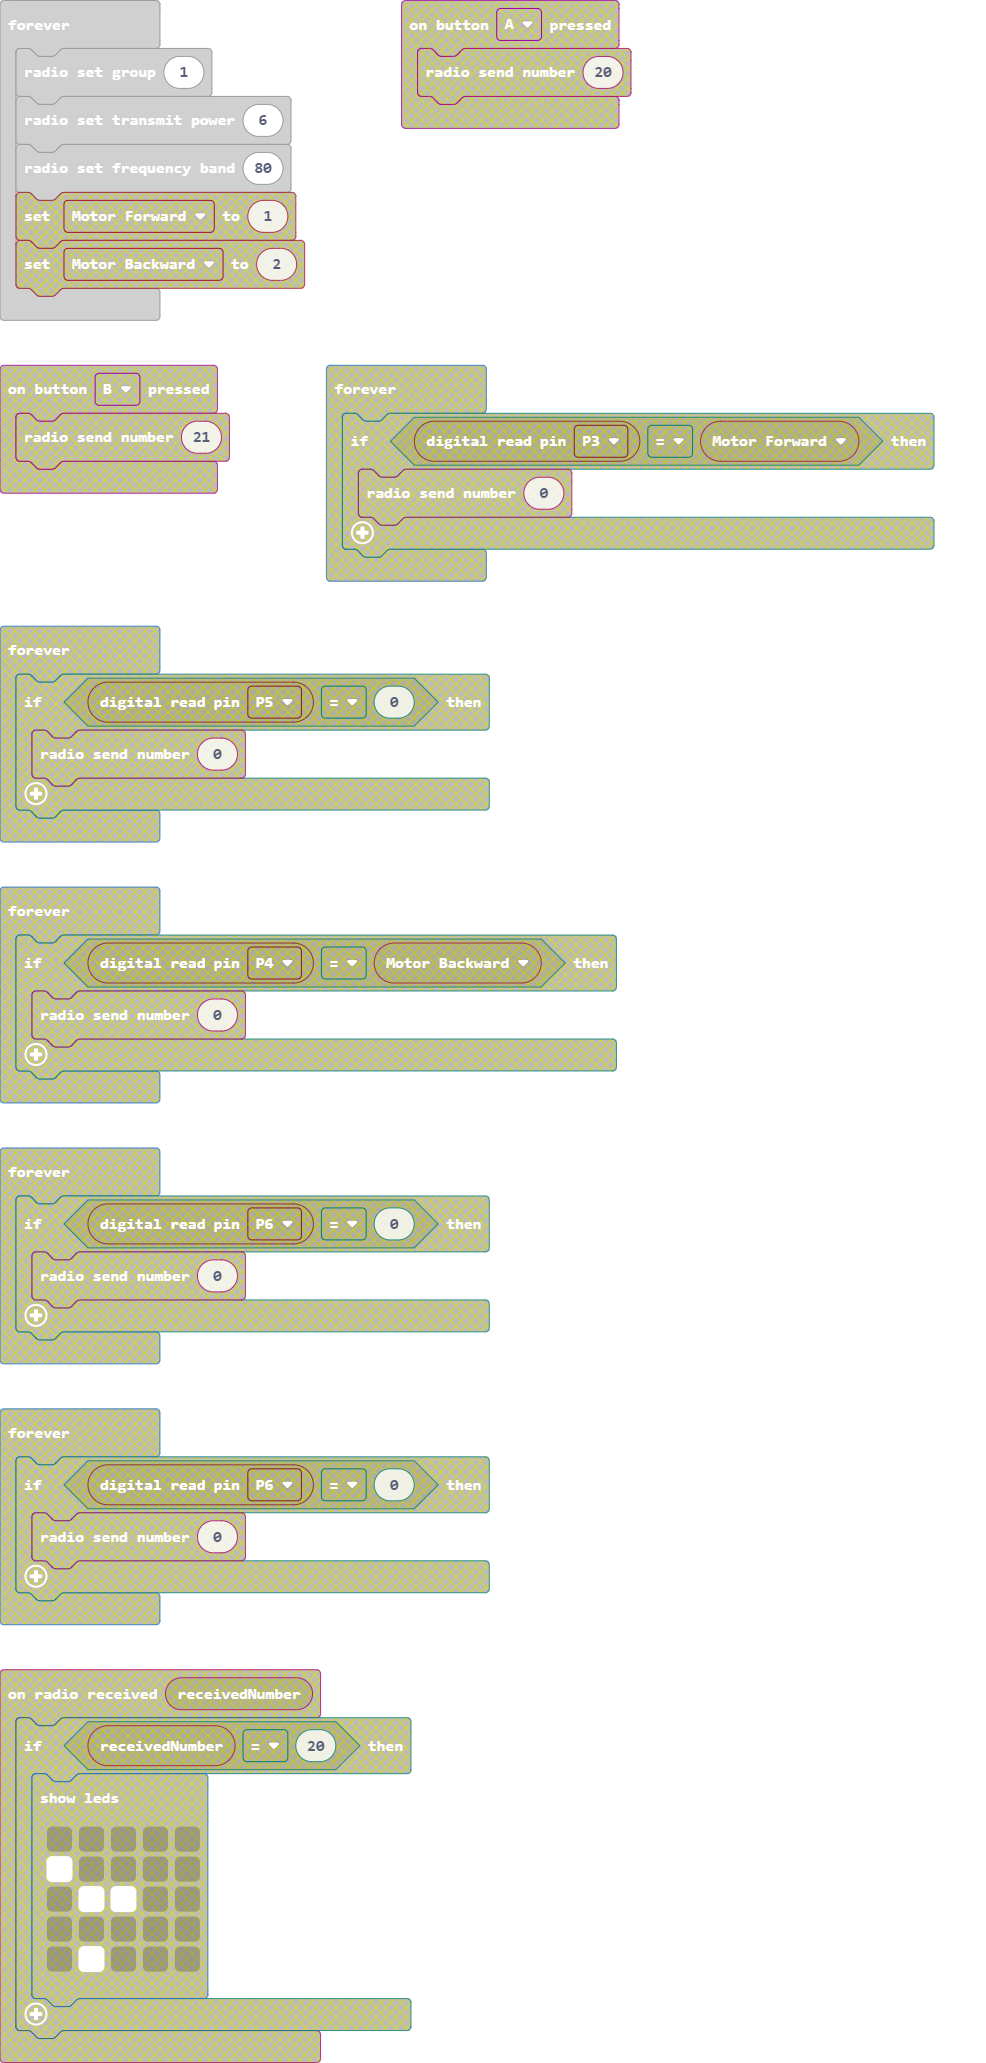 forever
radio set group 1
radio set transmit power 6
radio set frequency band 80
set Motor Forward to 1
set Motor Backward to 2
on button A pressed
radio send number 20
on button B pressed
radio send number 21
forever
if digital read pin P3 = Motor Forward then
radio send number 0
forever
if digital read pin P5 = 0 then
radio send number 0
forever
if digital read pin P4 = Motor Backward then
radio send number 0
forever
if digital read pin P6 = 0 then
radio send number 0
forever
if digital read pin P6 = 0 then
radio send number 0
on radio received receivedNumber
if receivedNumber = 20 then
show leds